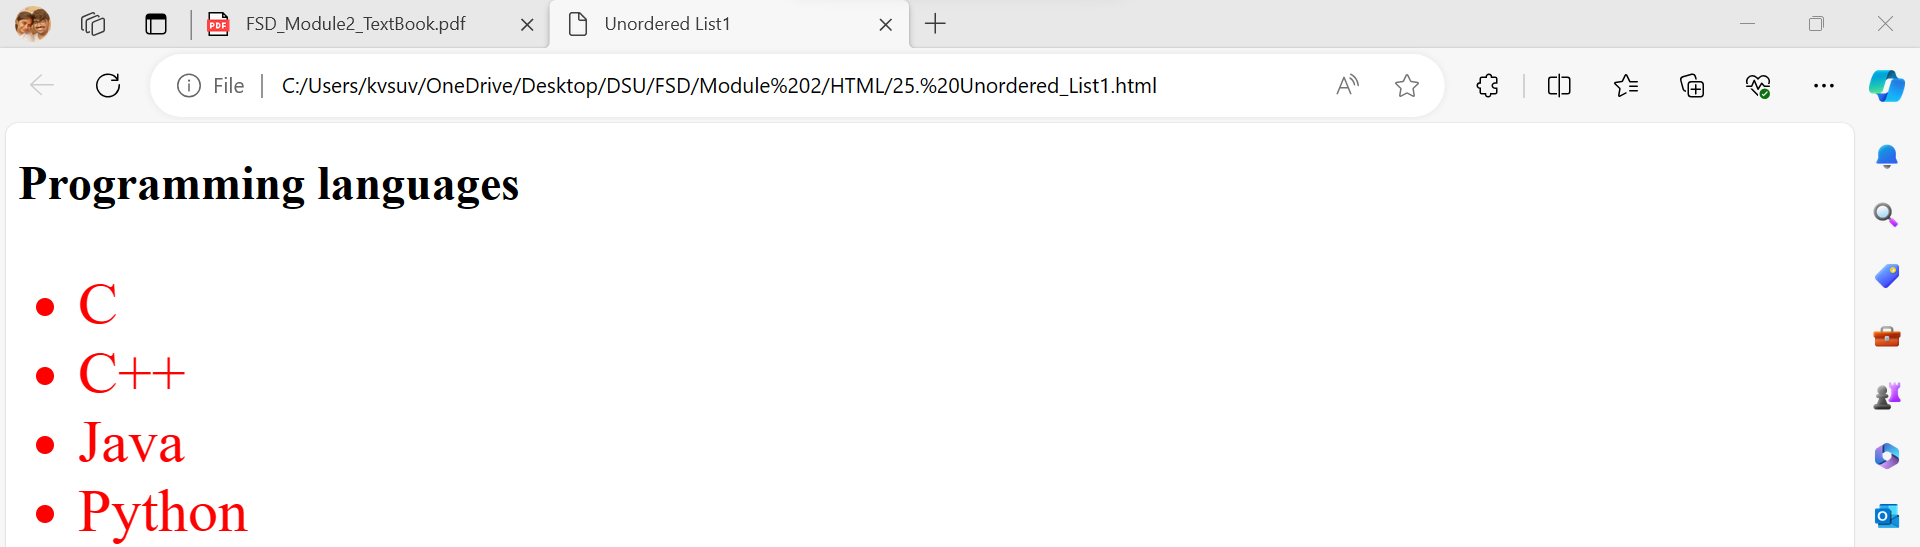 PDF FSD_Module2_TextBook.pdf
Unordered List1
File
C:/Users/kvsuv/OneDrive/Desktop/DSU/FSD/Module%202/HTML/25.%20Unordered_List1.html
Programming languages
C
C++
Java
Python